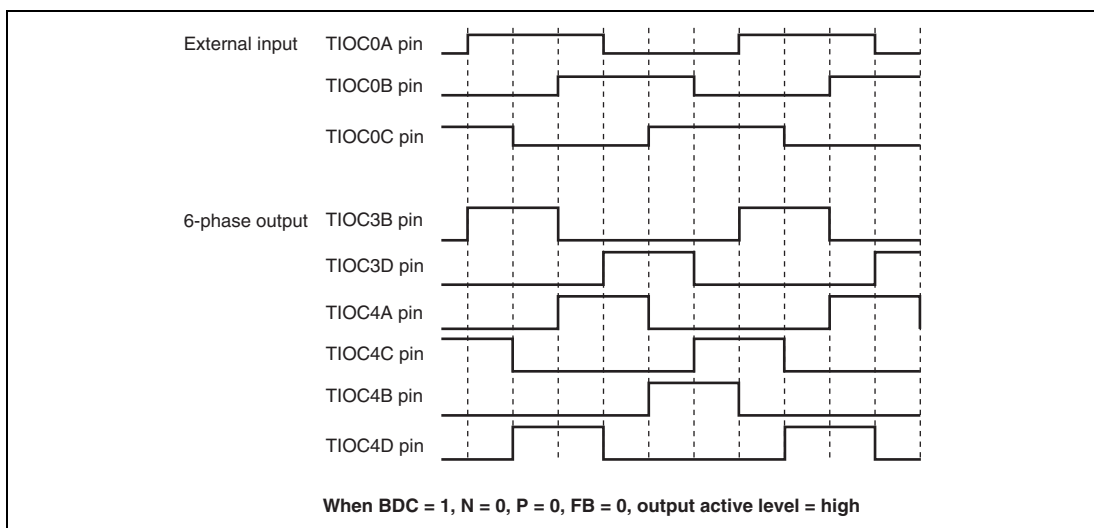 External input TIOC0A pin
TIOC0B pin
TIOC0C pin
6-phase output TIOC3B pin
TIOC3D pin
TIOC4A pin
TIOC4C pin
TIOC4B pin
TIOC4D pin
When BDC = 1, N = 0, P = 0, FB = 0, output active level = high